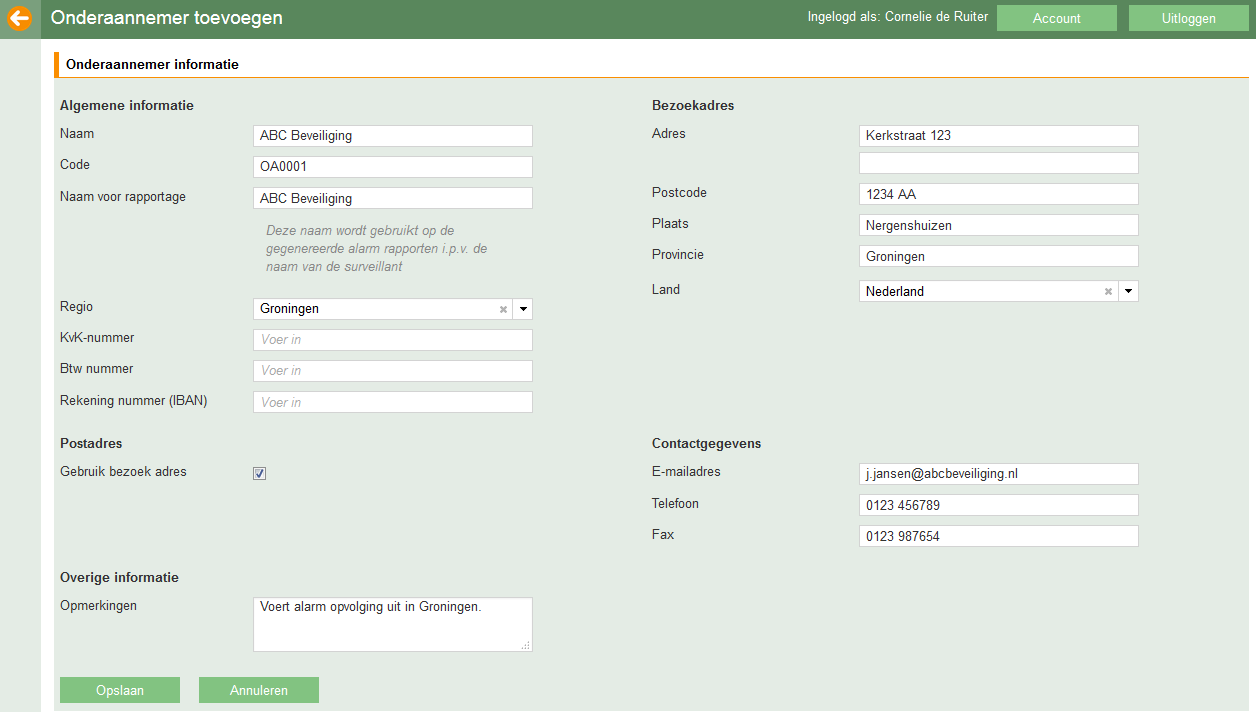 Onderaannemer toevoegen
Ingelogd als: Cornelie de Ruiter
Account
Uitloggen
Onderaannemer informatie
Algemene informatie
Naam
ABC Beveiliging
Code
OA0001
Naam voor rapportage
ABC Beveiliging
Deze naam wordt gebruikt op de
gegenereerde alarm rapporten i.p.v. de
naam van de surveillant
Regio
Groningen
KvK-nummer
Voer in
Btw nummer
Voer in
Rekening nummer (IBAN)
Voer in
Bezoekadres
Adres
Kerkstraat 123
Postcode
1234 AA
Plaats
Nergenshuizen
Provincie
Groningen
Land
Nederland
Postadres
Gebruik bezoek adres
Contactgegevens
E-mailadres
j.jansen@abcbeveiliging.nl
Telefoon
0123 456789
Fax
0123 987654
Overige informatie
Opmerkingen
Voert alarm opvolging uit in Groningen.
Opslaan
Annuleren